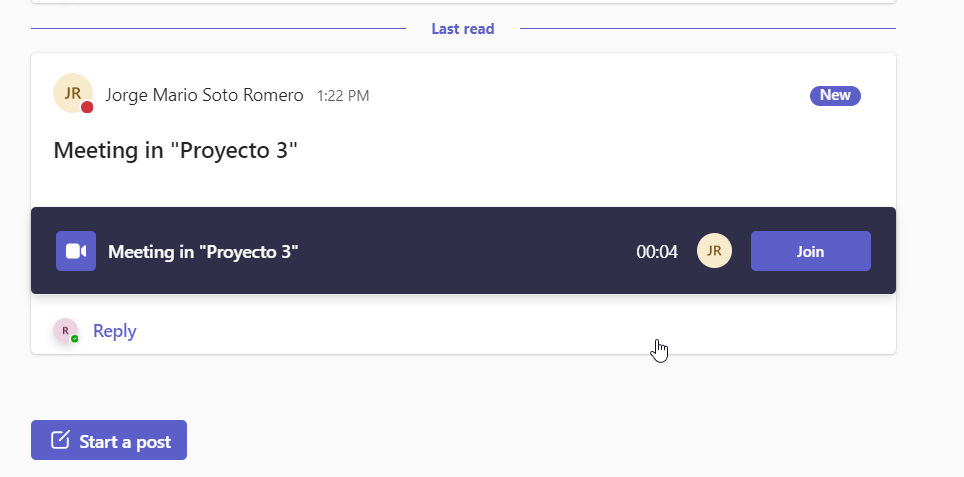 Last read
JR Jorge Mario Soto Romero 1:22 PM New
Meeting in "Proyecto 3"
Meeting in "Proyecto 3" 00:04 JR Join
R Reply
Start a post